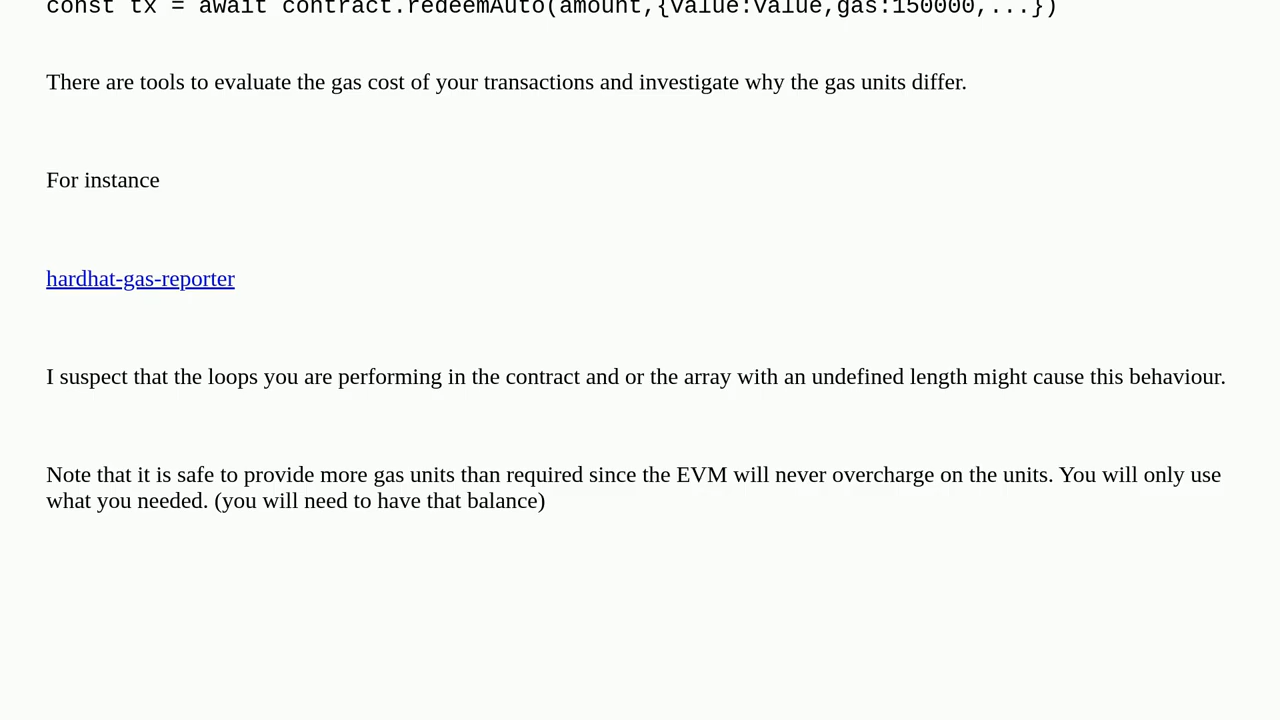 const tx = await contract.redeemAuto(amount,{value:value,gas:150000,...})
There are tools to evaluate the gas cost of your transactions and investigate why the gas units differ.
For instance
hardhat-gas-reporter
I suspect that the loops you are performing in the contract and or the array with an undefined length might cause this behaviour.
Note that it is safe to provide more gas units than required since the EVM will never overcharge on the units. You will only use
what you needed. (you will need to have that balance)